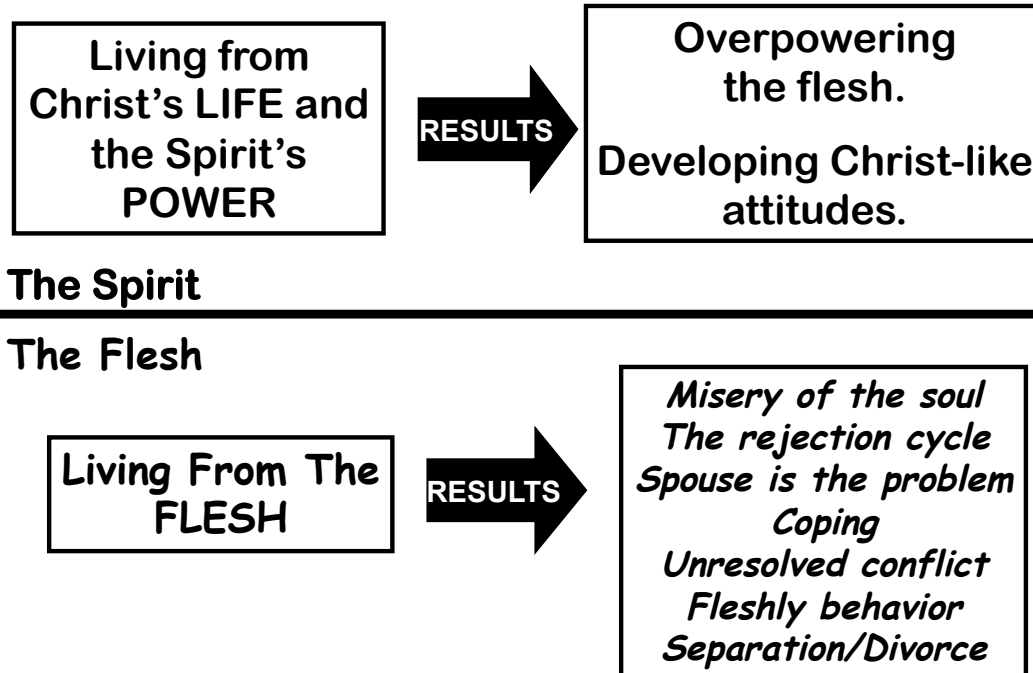 Living from
Christ's LIFE and
the Spirit's
POWER
RESULTS
Overpowering
the flesh.
Developing Christ-like
attitudes.
The Spirit
The Flesh
Living From The
FLESH
RESULTS
Misery of the soul
The rejection cycle
Spouse is the problem
Coping
Unresolved conflict
Fleshly behavior
Separation/Divorce